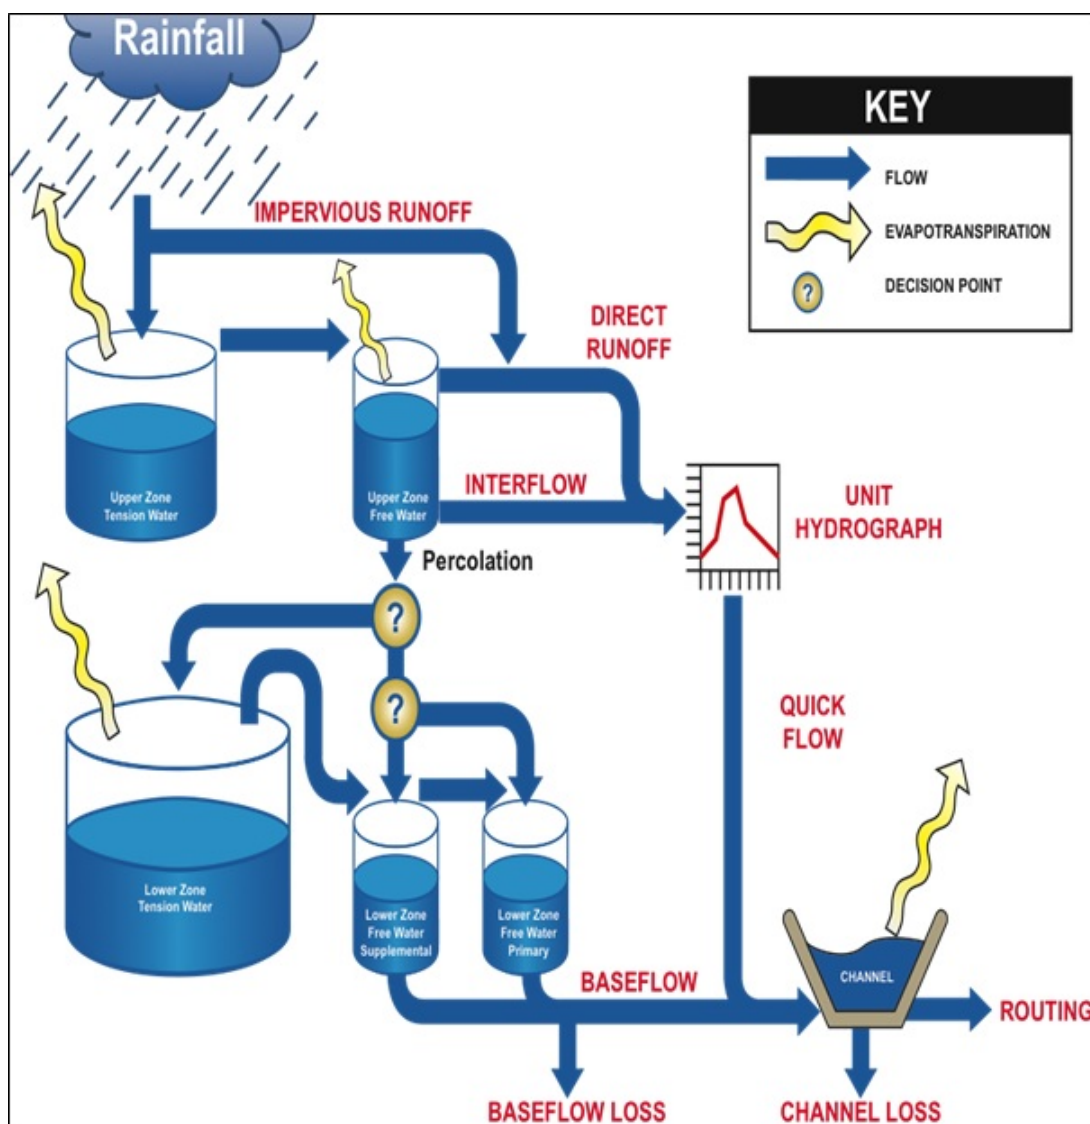 Rainfall
KEY
FLOW
EVAPOTRANSPIRATION
?
DECISION POINT
IMPERVIOUS RUNOFF
DIRECT
RUNOFF
Upper Zone
Tension Water
Upper Zone
Free Water
INTERFLOW
UNIT
HYDROGRAPH
Percolation
?
?
QUICK
FLOW
Lower Zone
Tension Water
Lower Zone
Free Water
Supplemental
Lower Zone
Free Water
Primary
BASEFLOW
CHANNEL
ROUTING
BASEFLOW LOSS
CHANNEL LOSS